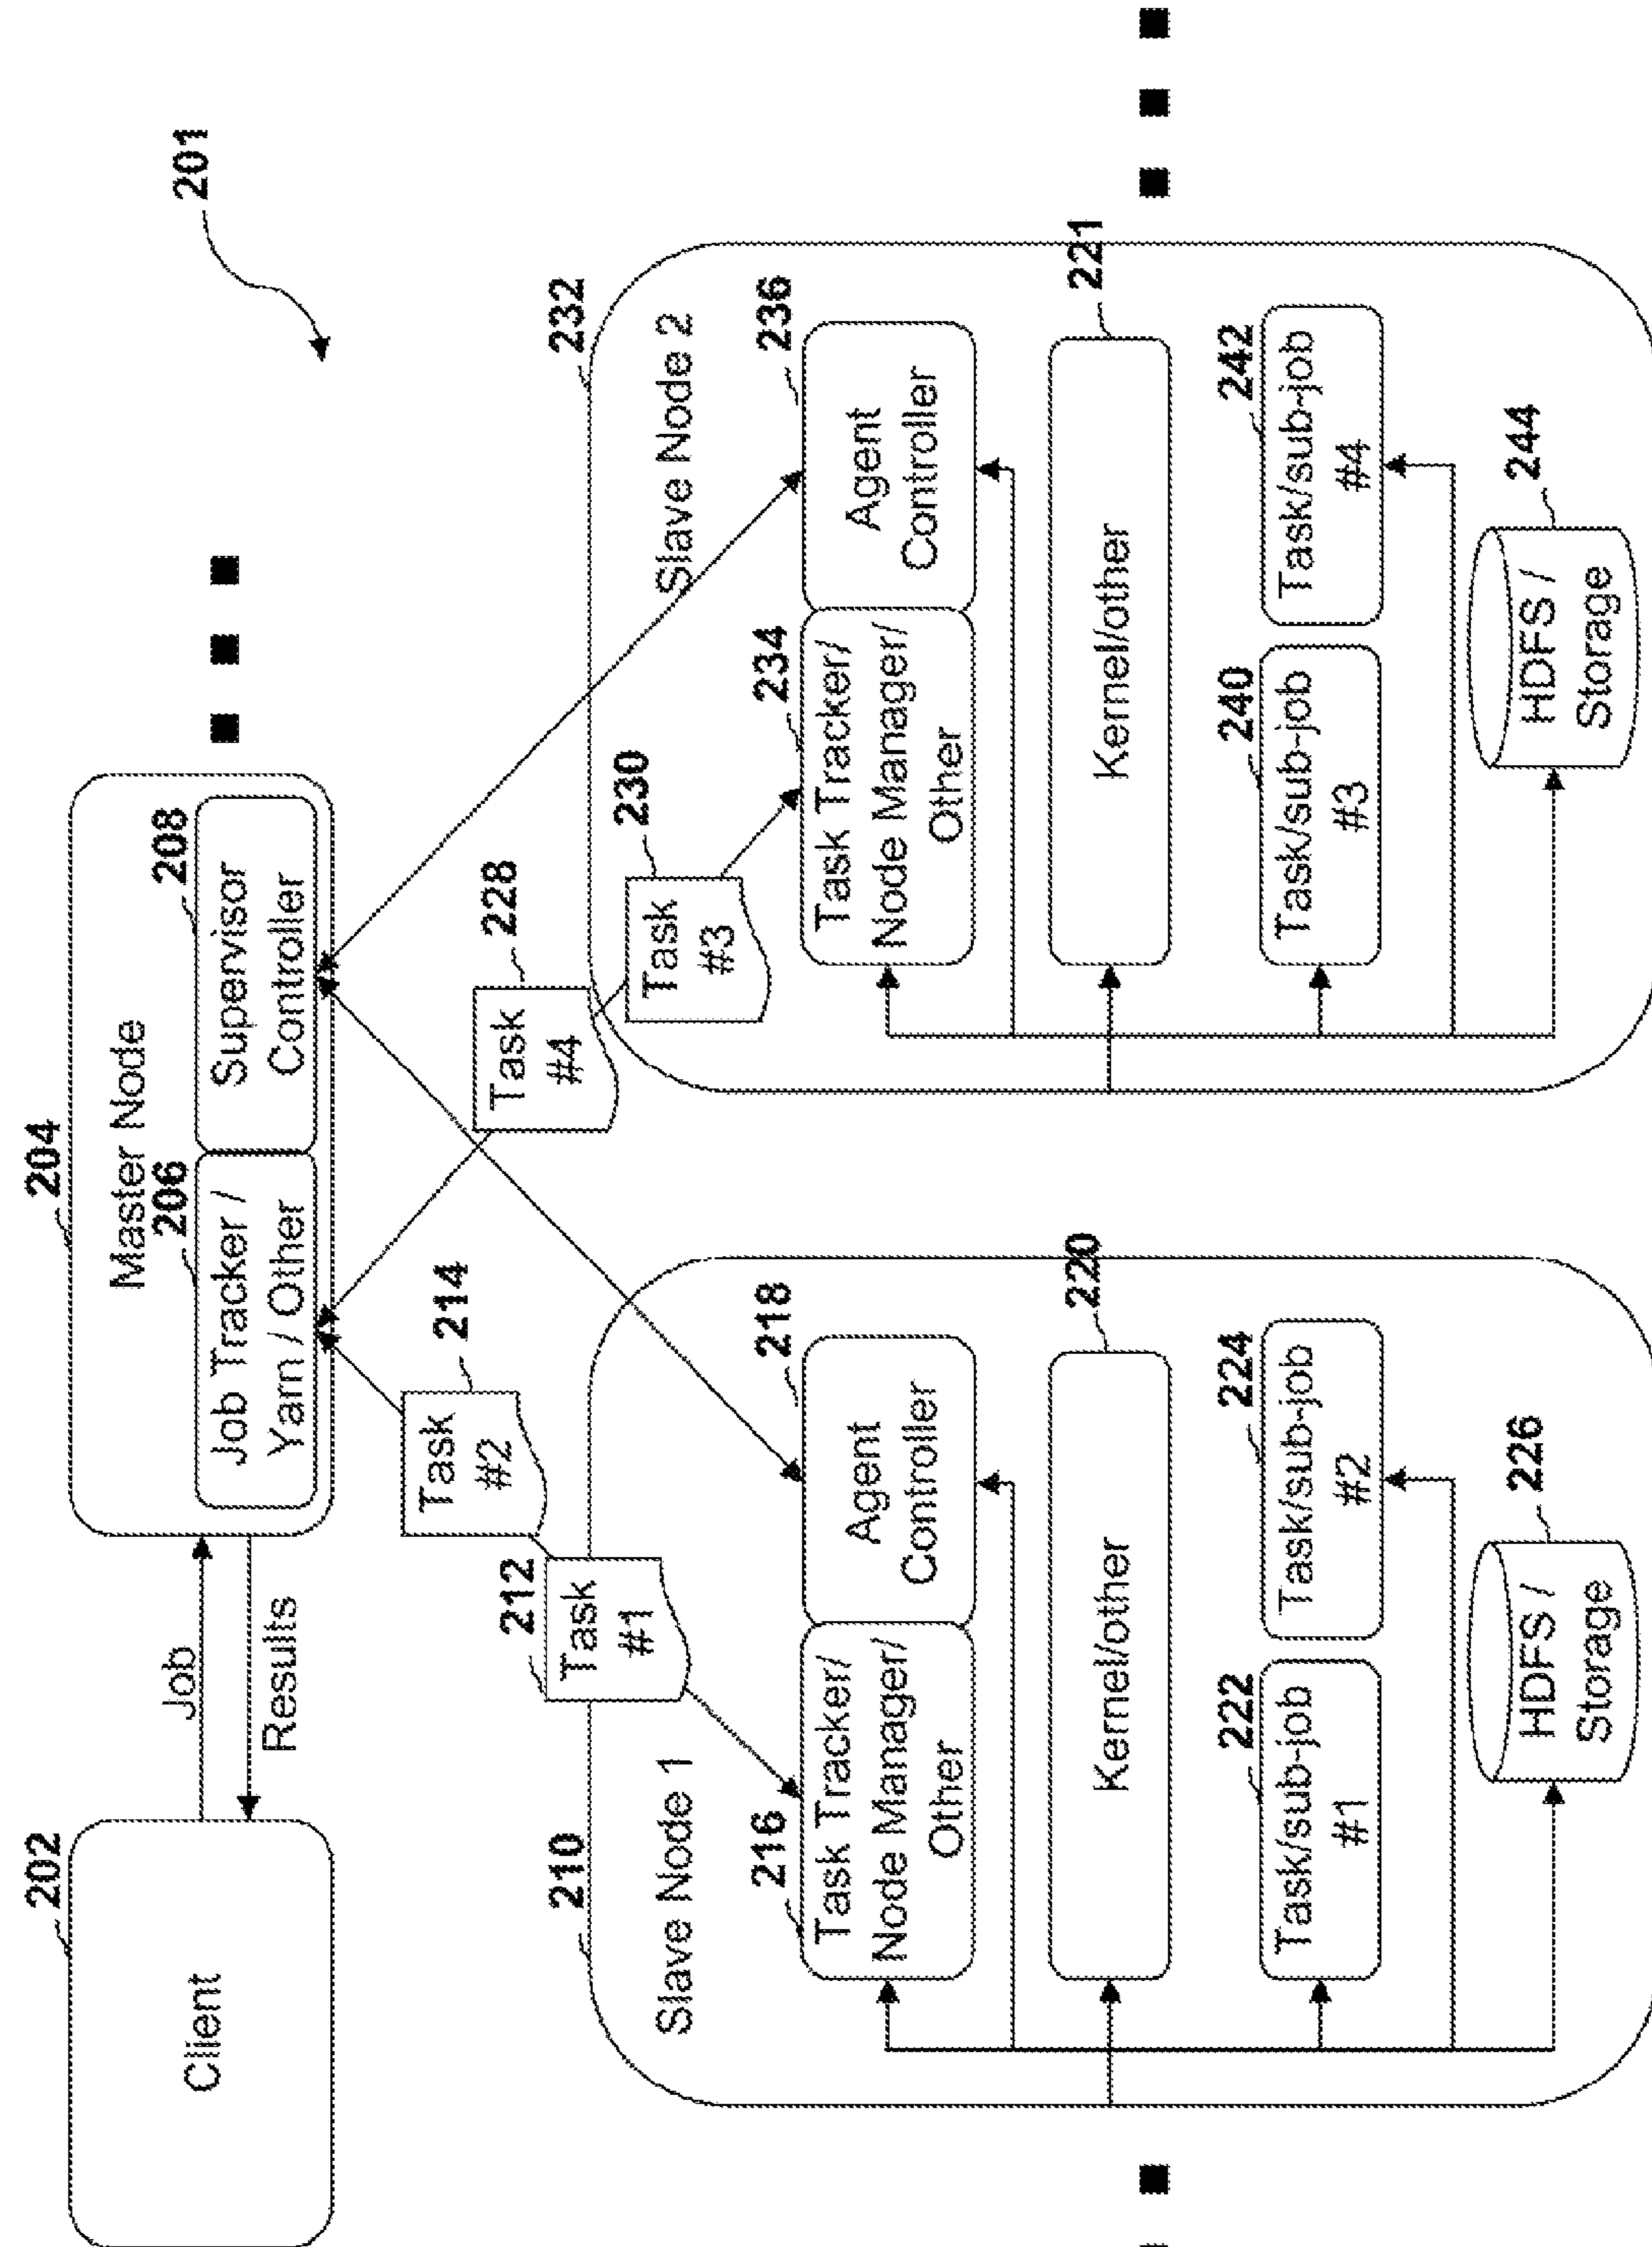 201
202
Client
Job
Results
204
Master Node
206
Job Tracker /
Yarn / Other
208
Supervisor
Controller
214
Task
#2
212
Task
#1
228
Task
#4
230
Task
#3
210
Slave Node 1
216
Task Tracker/
Node Manager/
Other
218
Agent
Controller
220
Kernel/other
222
Task/sub-job
#1
224
Task/sub-job
#2
226
HDFS /
Storage
232
Slave Node 2
234
Task Tracker/
Node Manager/
Other
236
Agent
Controller
221
Kernel/other
240
Task/sub-job
#3
242
Task/sub-job
#4
244
HDFS /
Storage